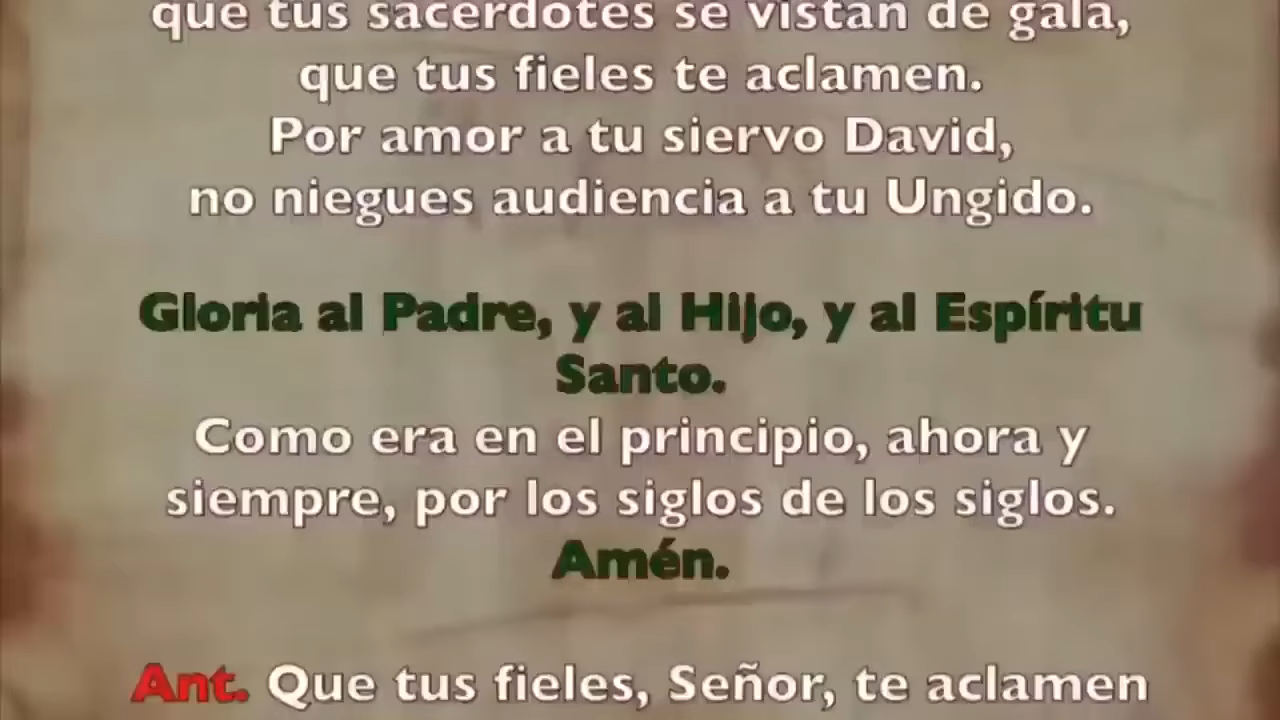 que tus sacerdotes se vistan de gala,
que tus fieles te aclamen.
Por amor a tu siervo David,
no niegues audiencia a tu Ungido.
Gloria al Padre, y al Hijo, y al Espíritu
Santo.
Como era en el principio, ahora y
siempre, por los siglos de los siglos.
Amén.
Ant. Que tus fieles, Señor, te aclamen